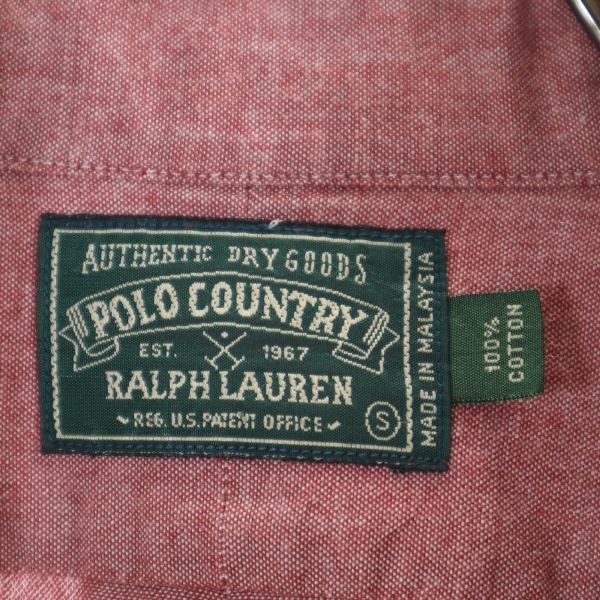 AUTHENTIC DRY GOODS
POLO COUNTRY
EST. 1967
RALPH LAUREN
REG. U.S. PATENT OFFICE
S
MADE IN MALAYSIA
100%
COTTON